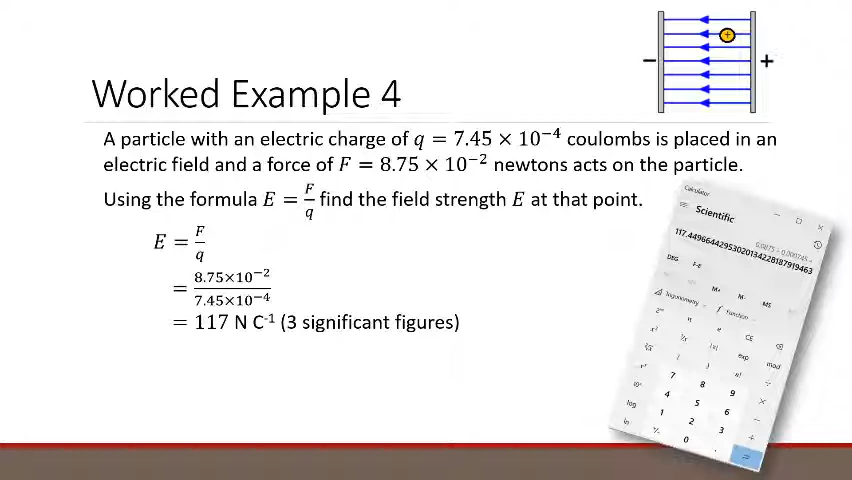 − + +
Worked Example 4
A particle with an electric charge of q = 7.45 × 10⁻⁴ coulombs is placed in an
electric field and a force of F = 8.75 × 10⁻² newtons acts on the particle.
Using the formula E = F/q find the field strength E at that point.
E = F/q
= 8.75×10⁻²/7.45×10⁻⁴
= 117 N C⁻¹ (3 significant figures)
Calculator
Scientific
0.0875 ÷ 0.000745 =
117.44966442953020134228187919463
DEG F-E
M+ M- MS
Trigonometry Function
π e CE
exp mod
n!
7 8 9
4 5 6 −
1 2 3 +
0 . =
log
ln